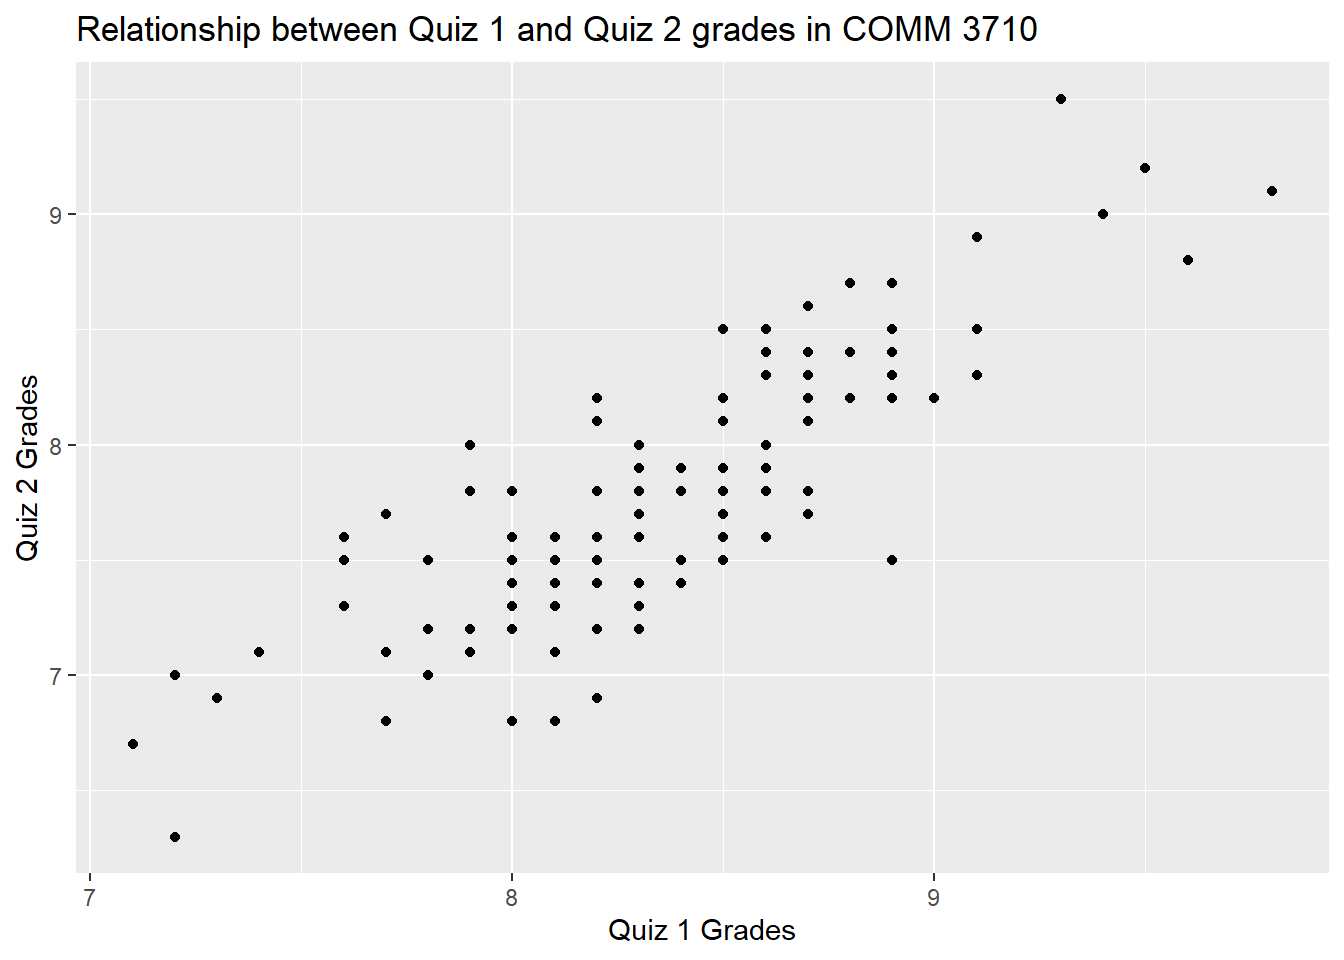 Relationship between Quiz 1 and Quiz 2 grades in COMM 3710
Quiz 2 Grades
9
8
7
7 8 9
Quiz 1 Grades